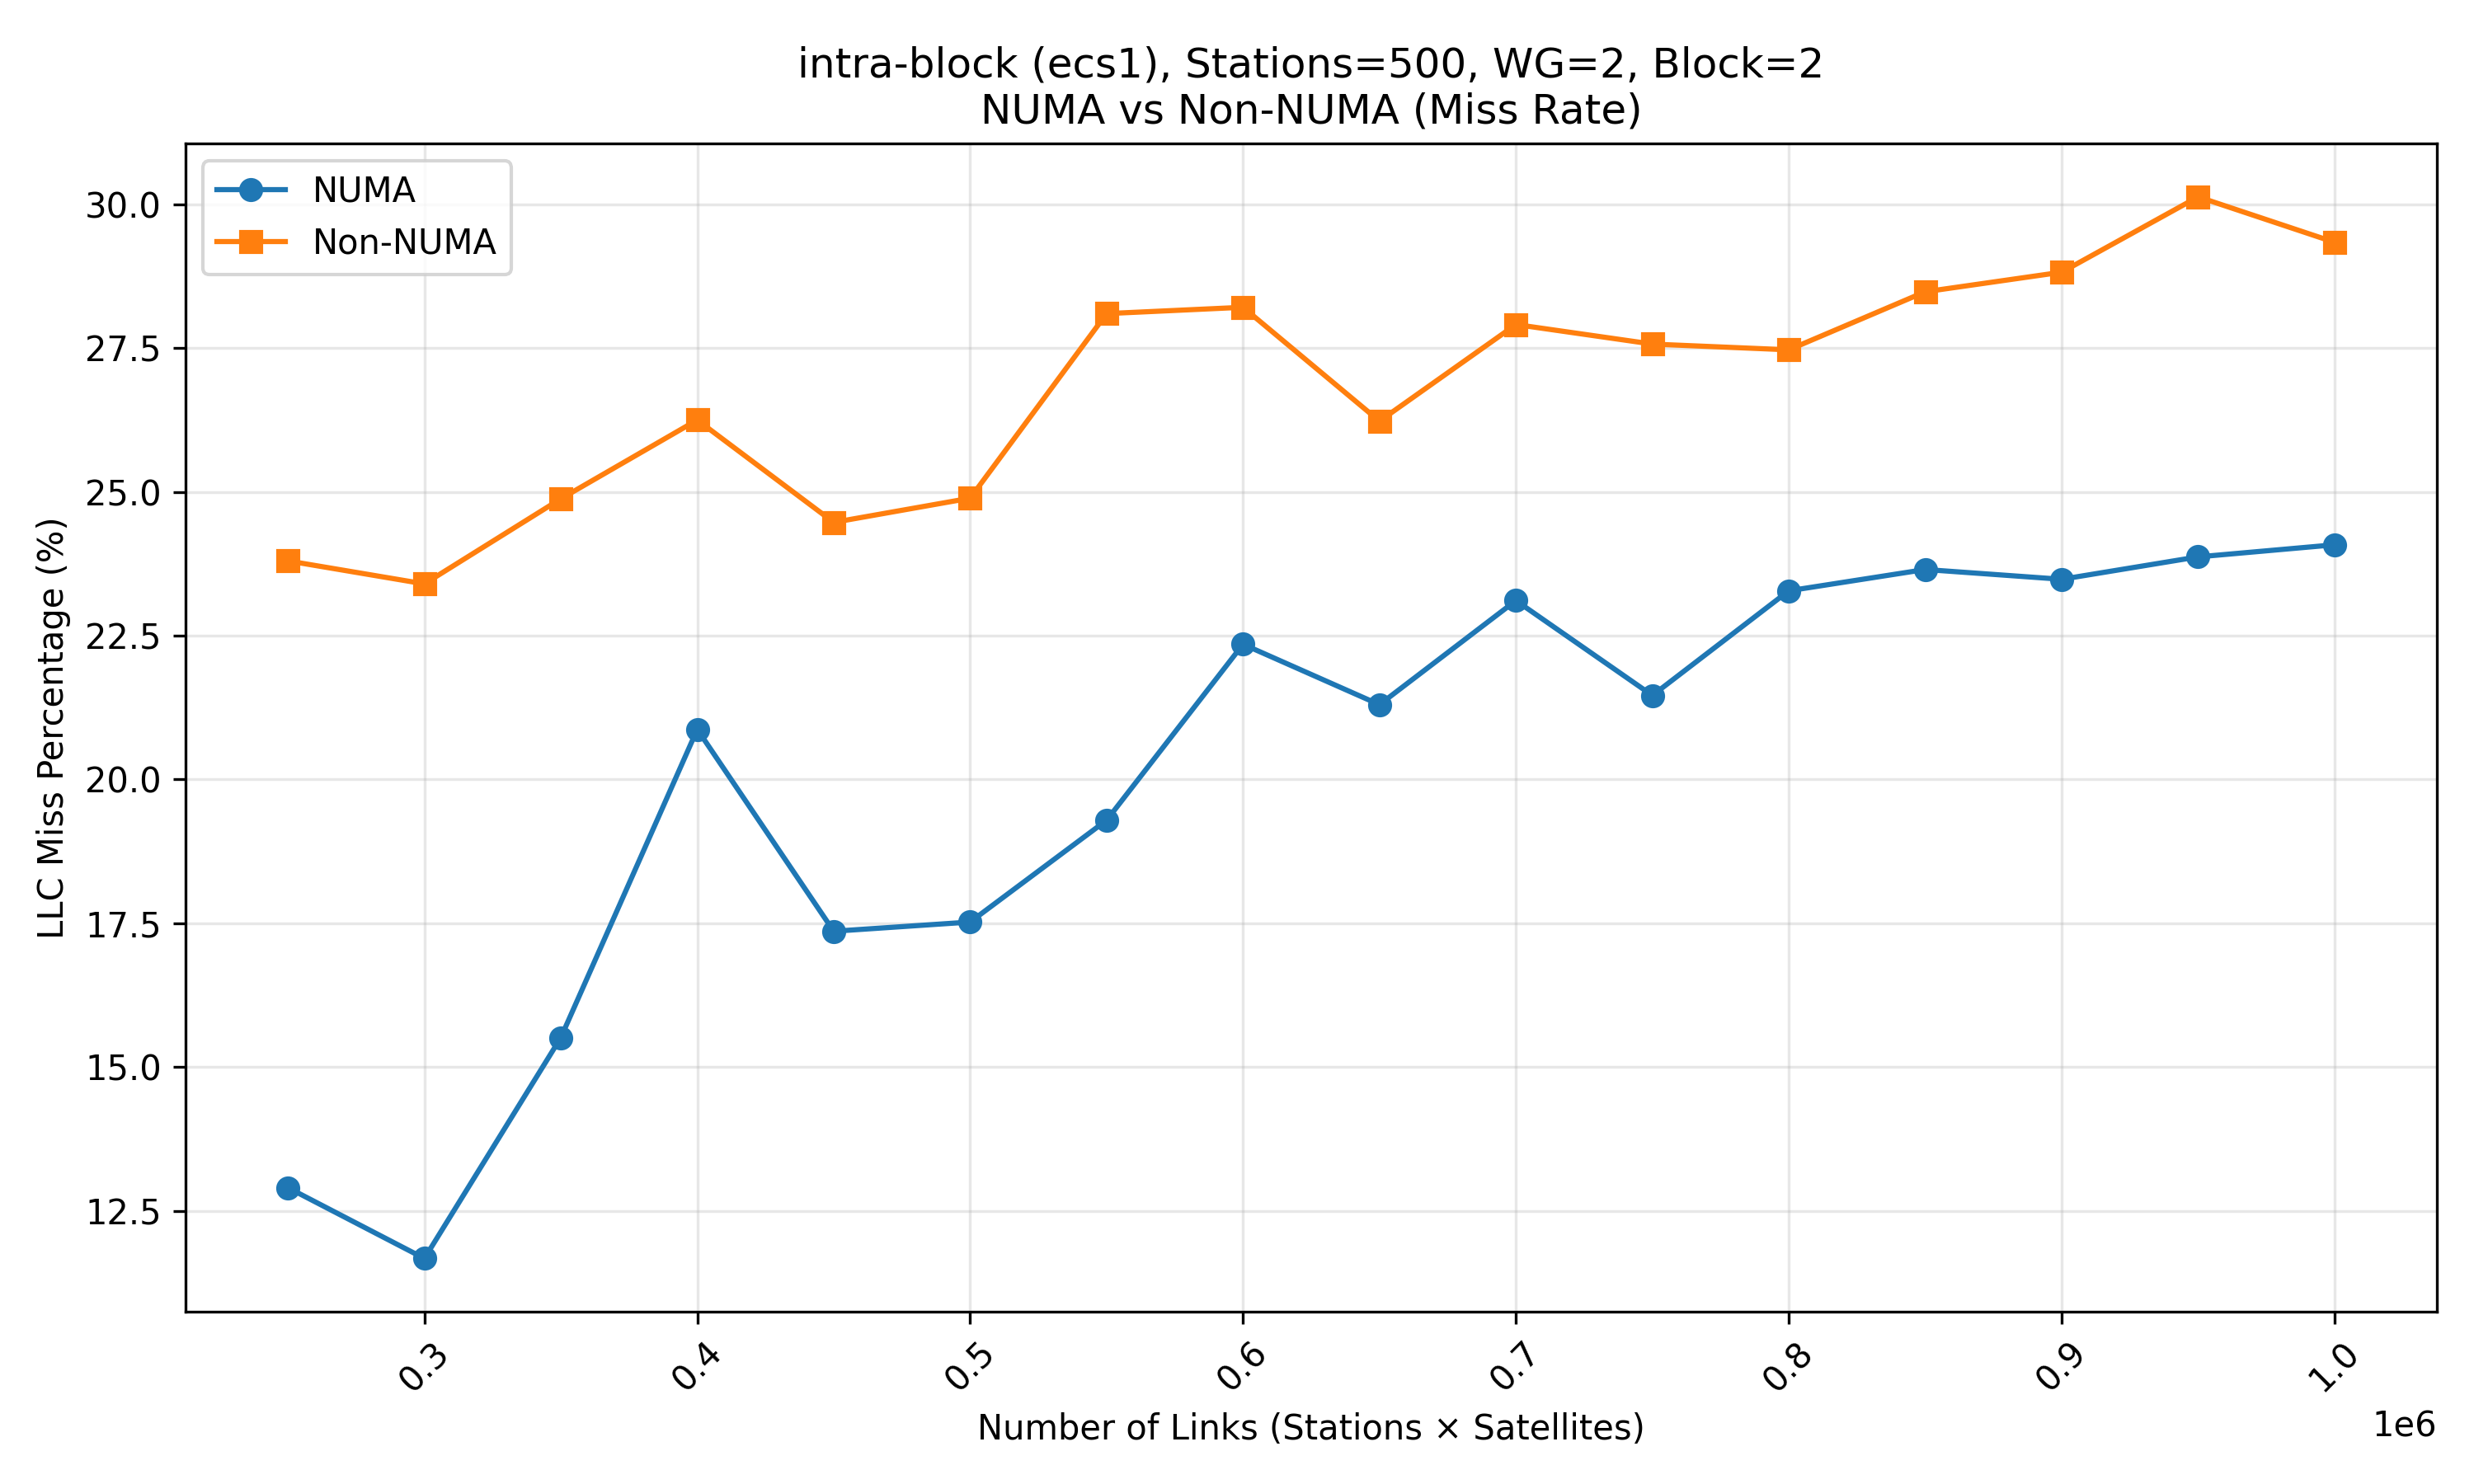 intra-block (ecs1), Stations=500, WG=2, Block=2
NUMA vs Non-NUMA (Miss Rate)
NUMA
Non-NUMA
LLC Miss Percentage (%)
30.0
27.5
25.0
22.5
20.0
17.5
15.0
12.5
0.3
0.4
0.5
0.6
0.7
0.8
0.9
1.0
1e6
Number of Links (Stations × Satellites)